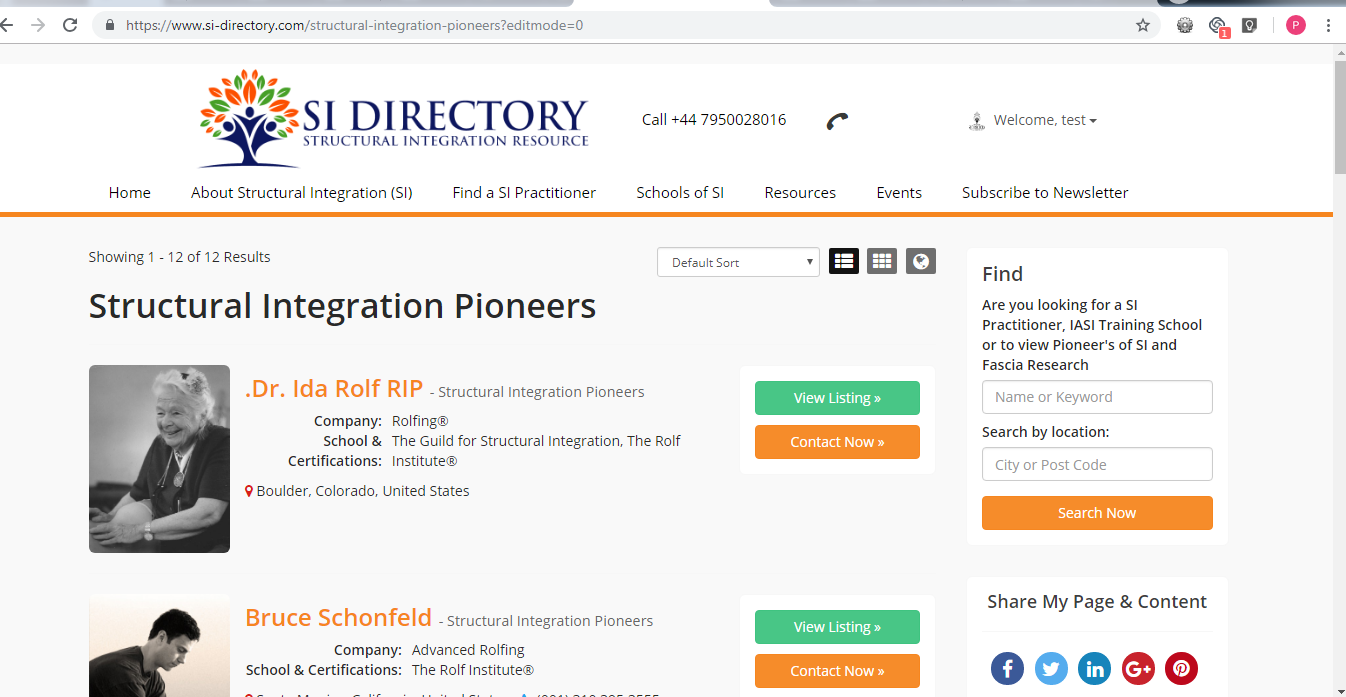 https://www.si-directory.com/structural-integration-pioneers?editmode=0
1
P
SI DIRECTORY
STRUCTURAL INTEGRATION RESOURCE
Call +44 7950028016
Welcome, test
Home About Structural Integration (SI) Find a SI Practitioner Schools of SI Resources Events Subscribe to Newsletter
Showing 1 - 12 of 12 Results
Default Sort
Structural Integration Pioneers
.Dr. Ida Rolf RIP - Structural Integration Pioneers
Company: Rolfing®
School & The Guild for Structural Integration, The Rolf
Certifications: Institute®
Boulder, Colorado, United States
View Listing »
Contact Now »
Bruce Schonfeld - Structural Integration Pioneers
Company: Advanced Rolfing
School & Certifications: The Rolf Institute®
View Listing »
Contact Now »
Find
Are you looking for a SI
Practitioner, IASI Training School
or to view Pioneer's of SI and
Fascia Research
Name or Keyword
Search by location:
City or Post Code
Search Now
Share My Page & Content
f
in
G+